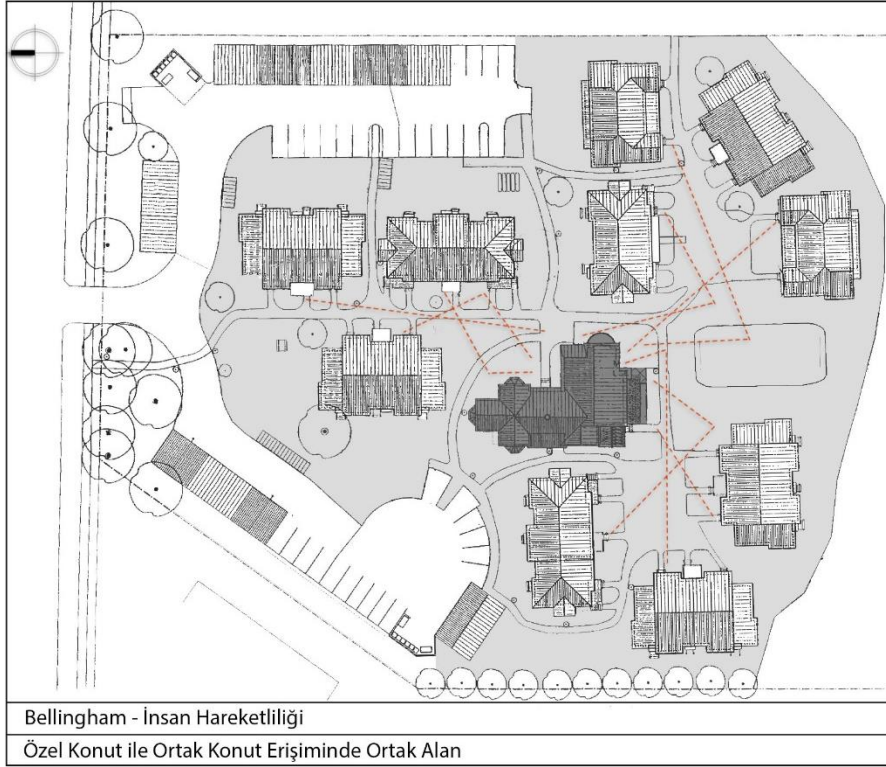 Bellingham - İnsan Hareketliliği
Özel Konut ile Ortak Konut Erişiminde Ortak Alan